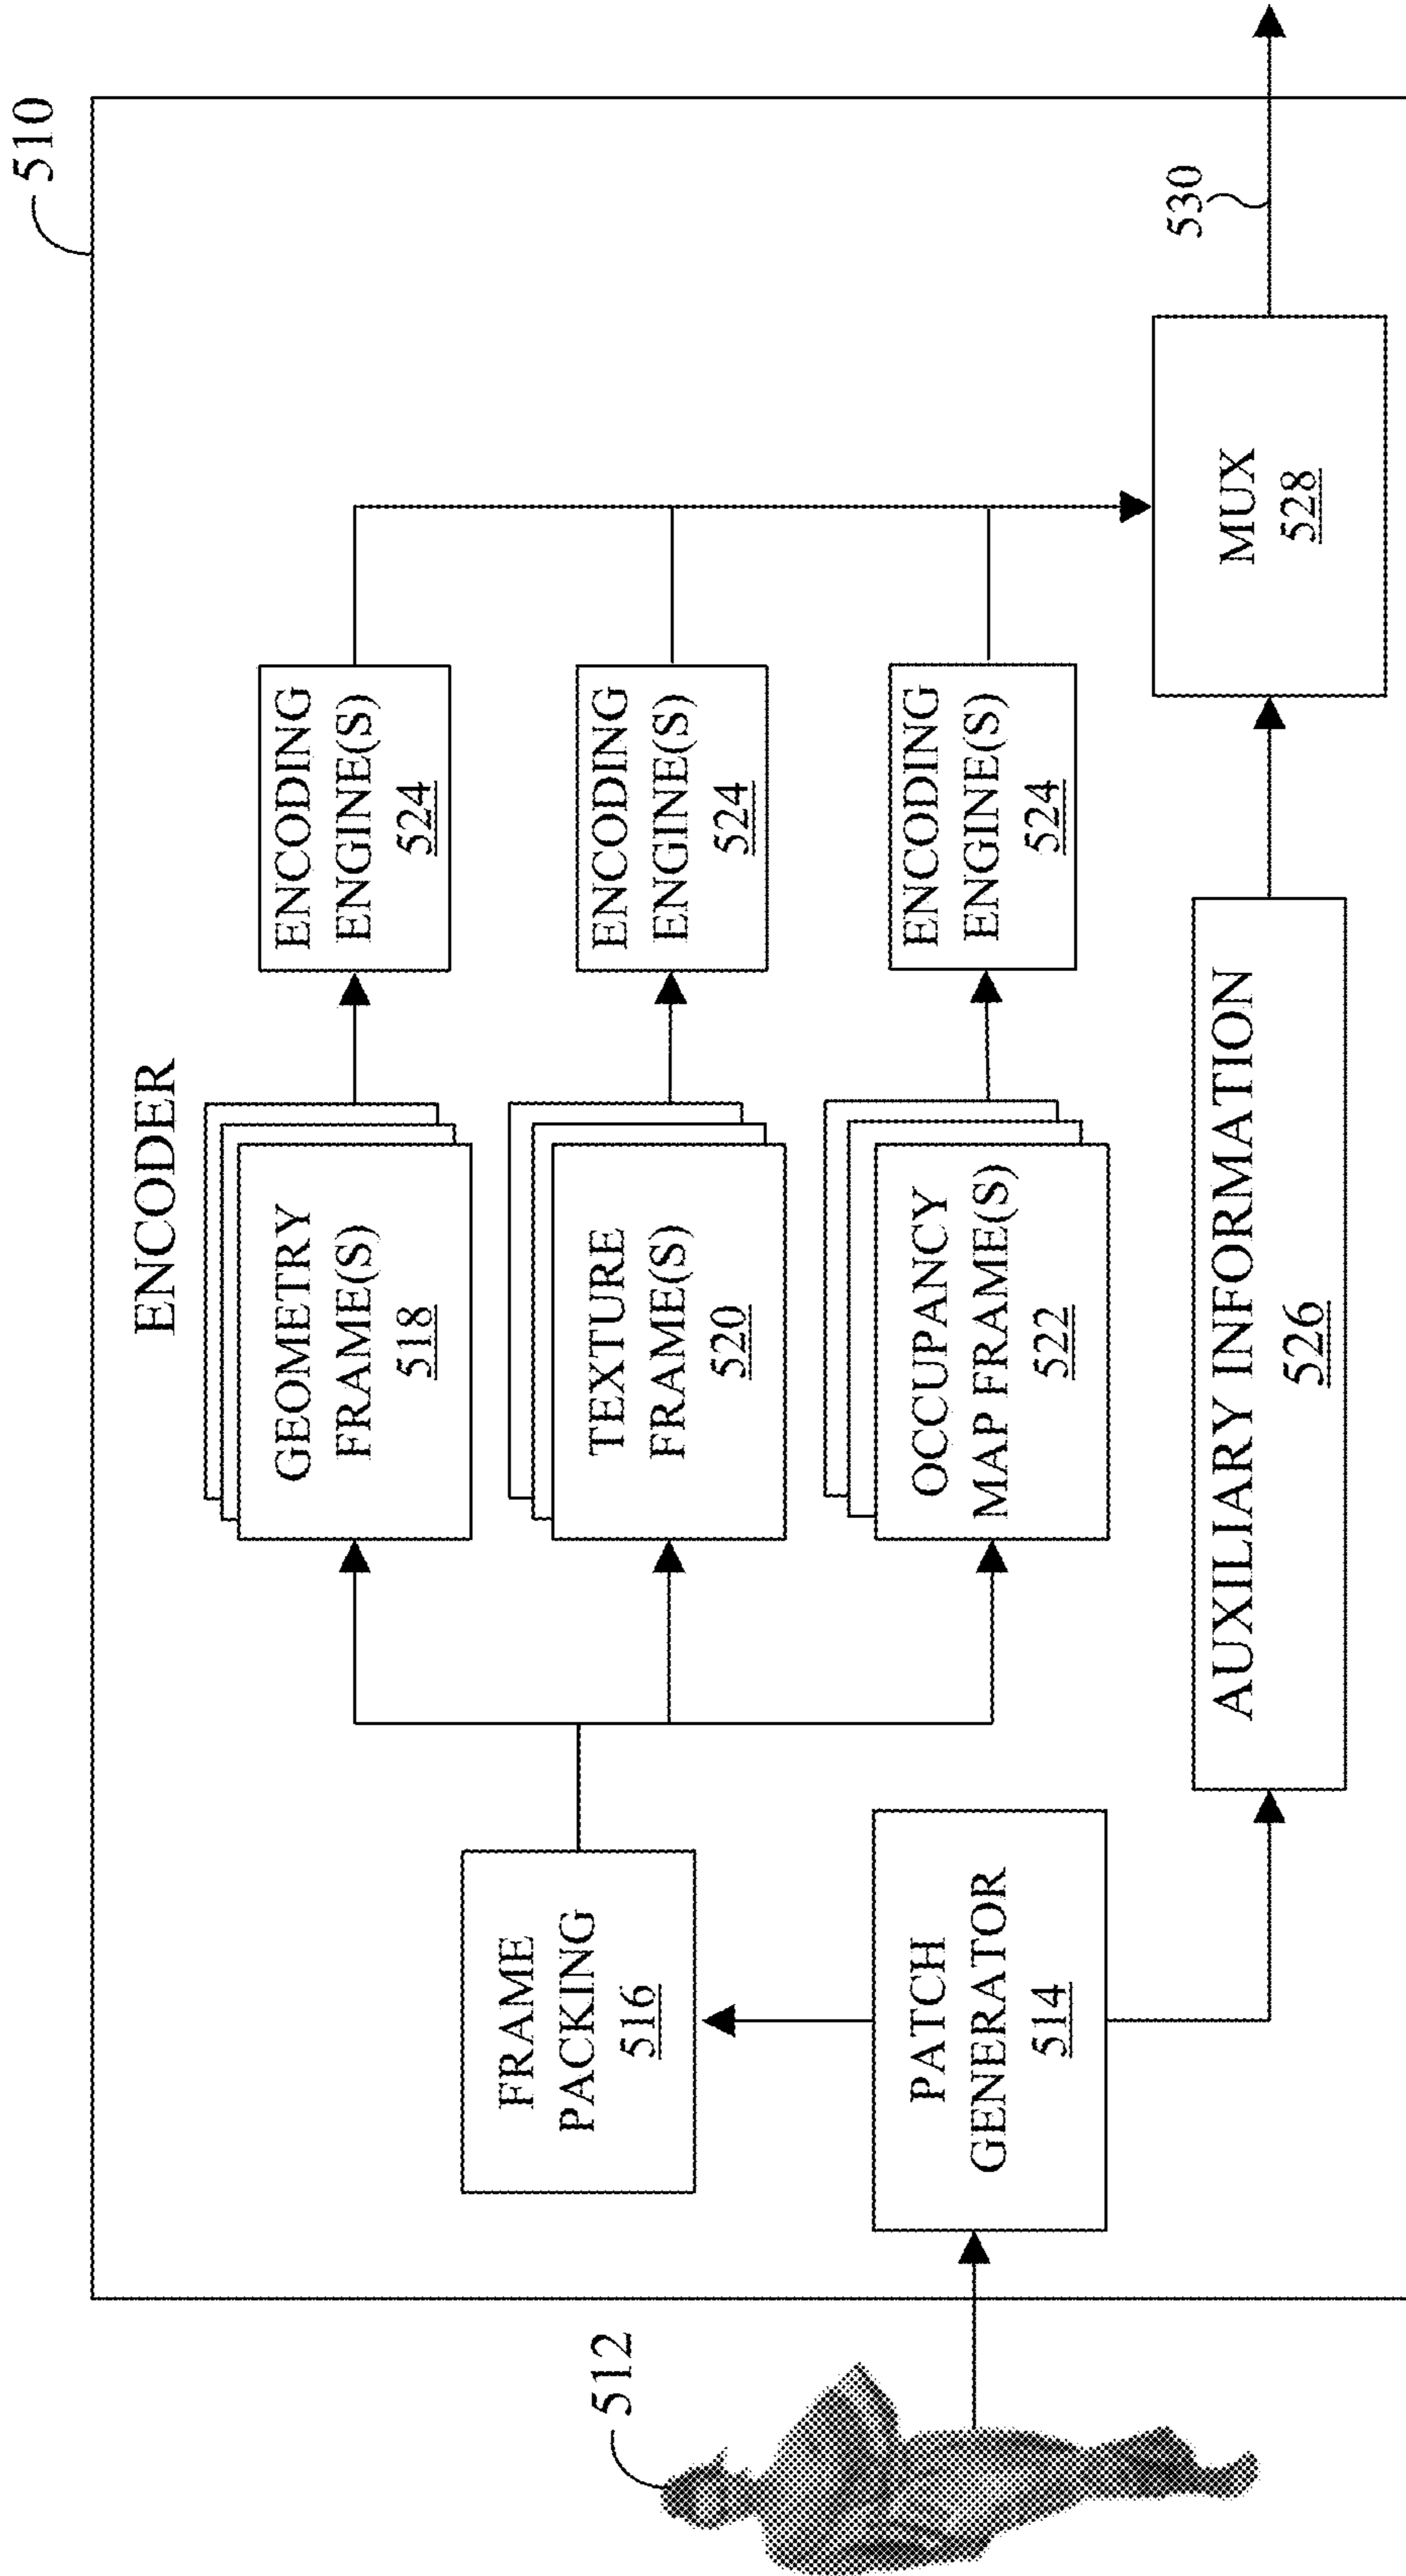 510
ENCODER
512
FRAME
PACKING
516
PATCH
GENERATOR
514
GEOMETRY
FRAME(S)
518
TEXTURE
FRAME(S)
520
OCCUPANCY
MAP FRAME(S)
522
ENCODING
ENGINE(S)
524
ENCODING
ENGINE(S)
524
ENCODING
ENGINE(S)
524
AUXILIARY INFORMATION
526
MUX
528
530